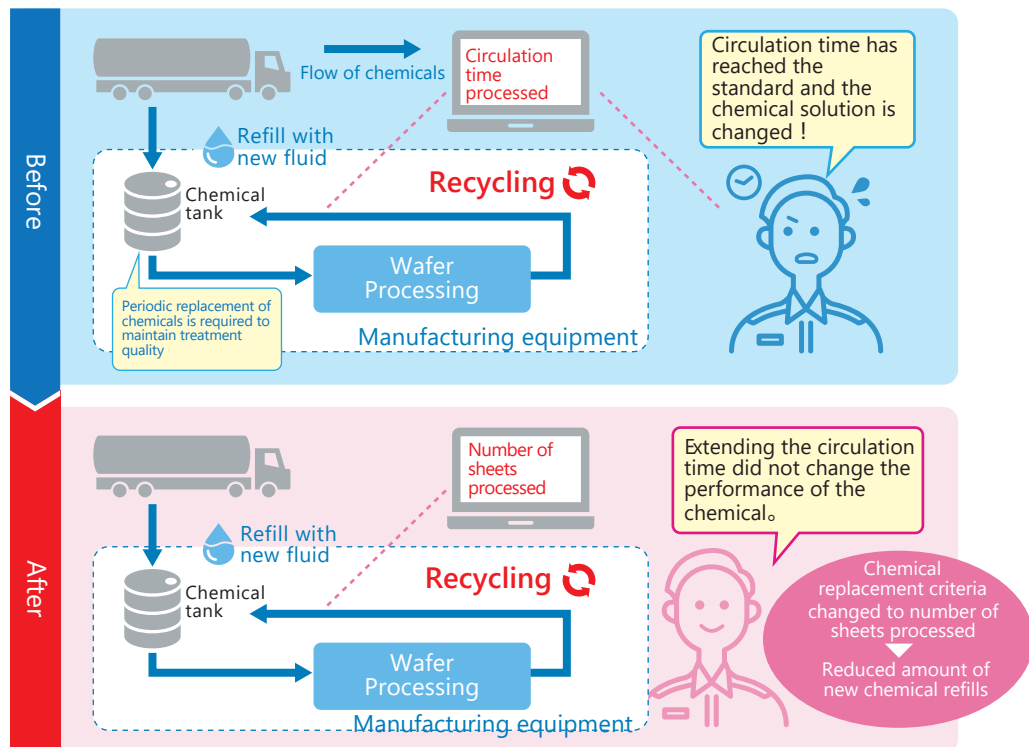 Before
Flow of chemicals
Circulation
time
processed
Circulation time has
reached the
standard and the
chemical solution is
changed !
Refill with
new fluid
Recycling
Chemical
tank
Wafer
Processing
Periodic replacement of
chemicals is required to
maintain treatment
quality
Manufacturing equipment
After
Number of
sheets
processed
Extending the circulation
time did not change the
performance of the
chemical。
Refill with
new fluid
Recycling
Chemical
tank
Wafer
Processing
Manufacturing equipment
Chemical
replacement criteria
changed to number of
sheets processed
Reduced amount of
new chemical refills